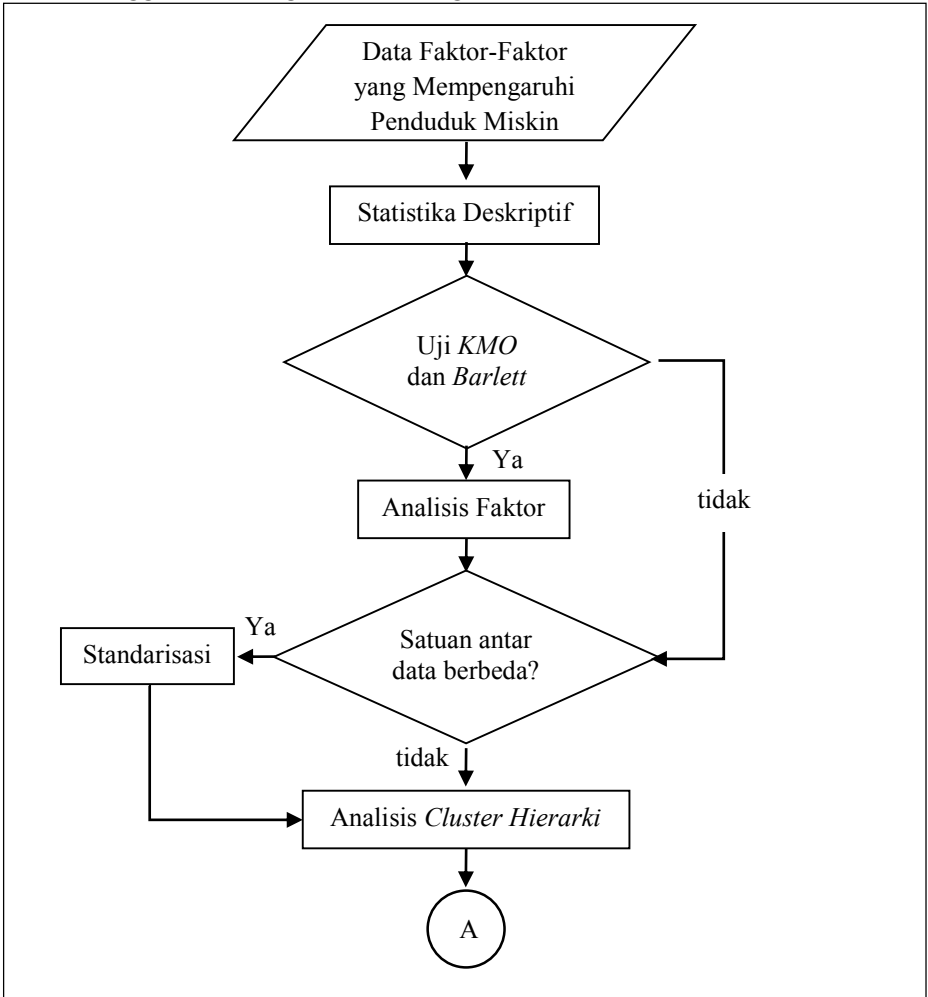 Data Faktor-Faktor
yang Mempengaruhi
Penduduk Miskin
Statistika Deskriptif
Uji KMO
dan Barlett
Ya
Analisis Faktor
tidak
Ya
Satuan antar
data berbeda?
Standarisasi
tidak
Analisis Cluster Hierarki
A